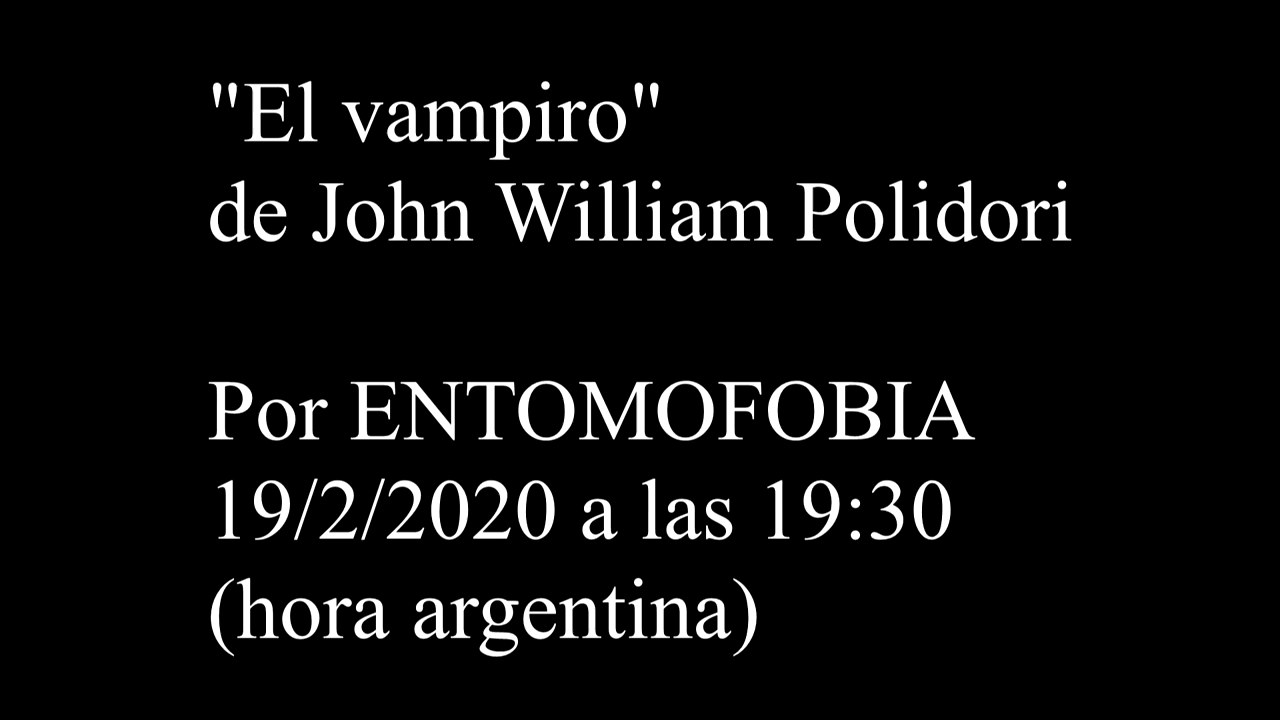 "El vampiro"
de John William Polidori
Por ENTOMOFOBIA
19/2/2020 a las 19:30
(hora argentina)